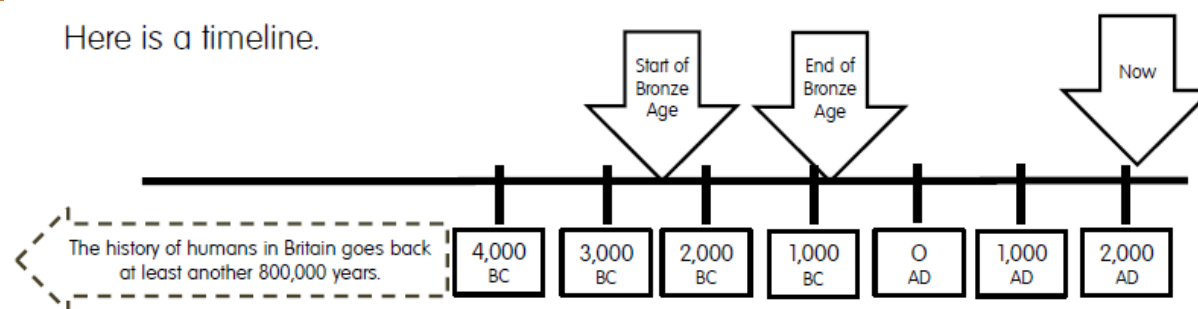 Here is a timeline.
Start of
Bronze
Age
End of
Bronze
Age
Now
The history of humans in Britain goes back
at least another 800,000 years.
4,000
BC
3,000
BC
2,000
BC
1,000
BC
0
AD
1,000
AD
2,000
AD